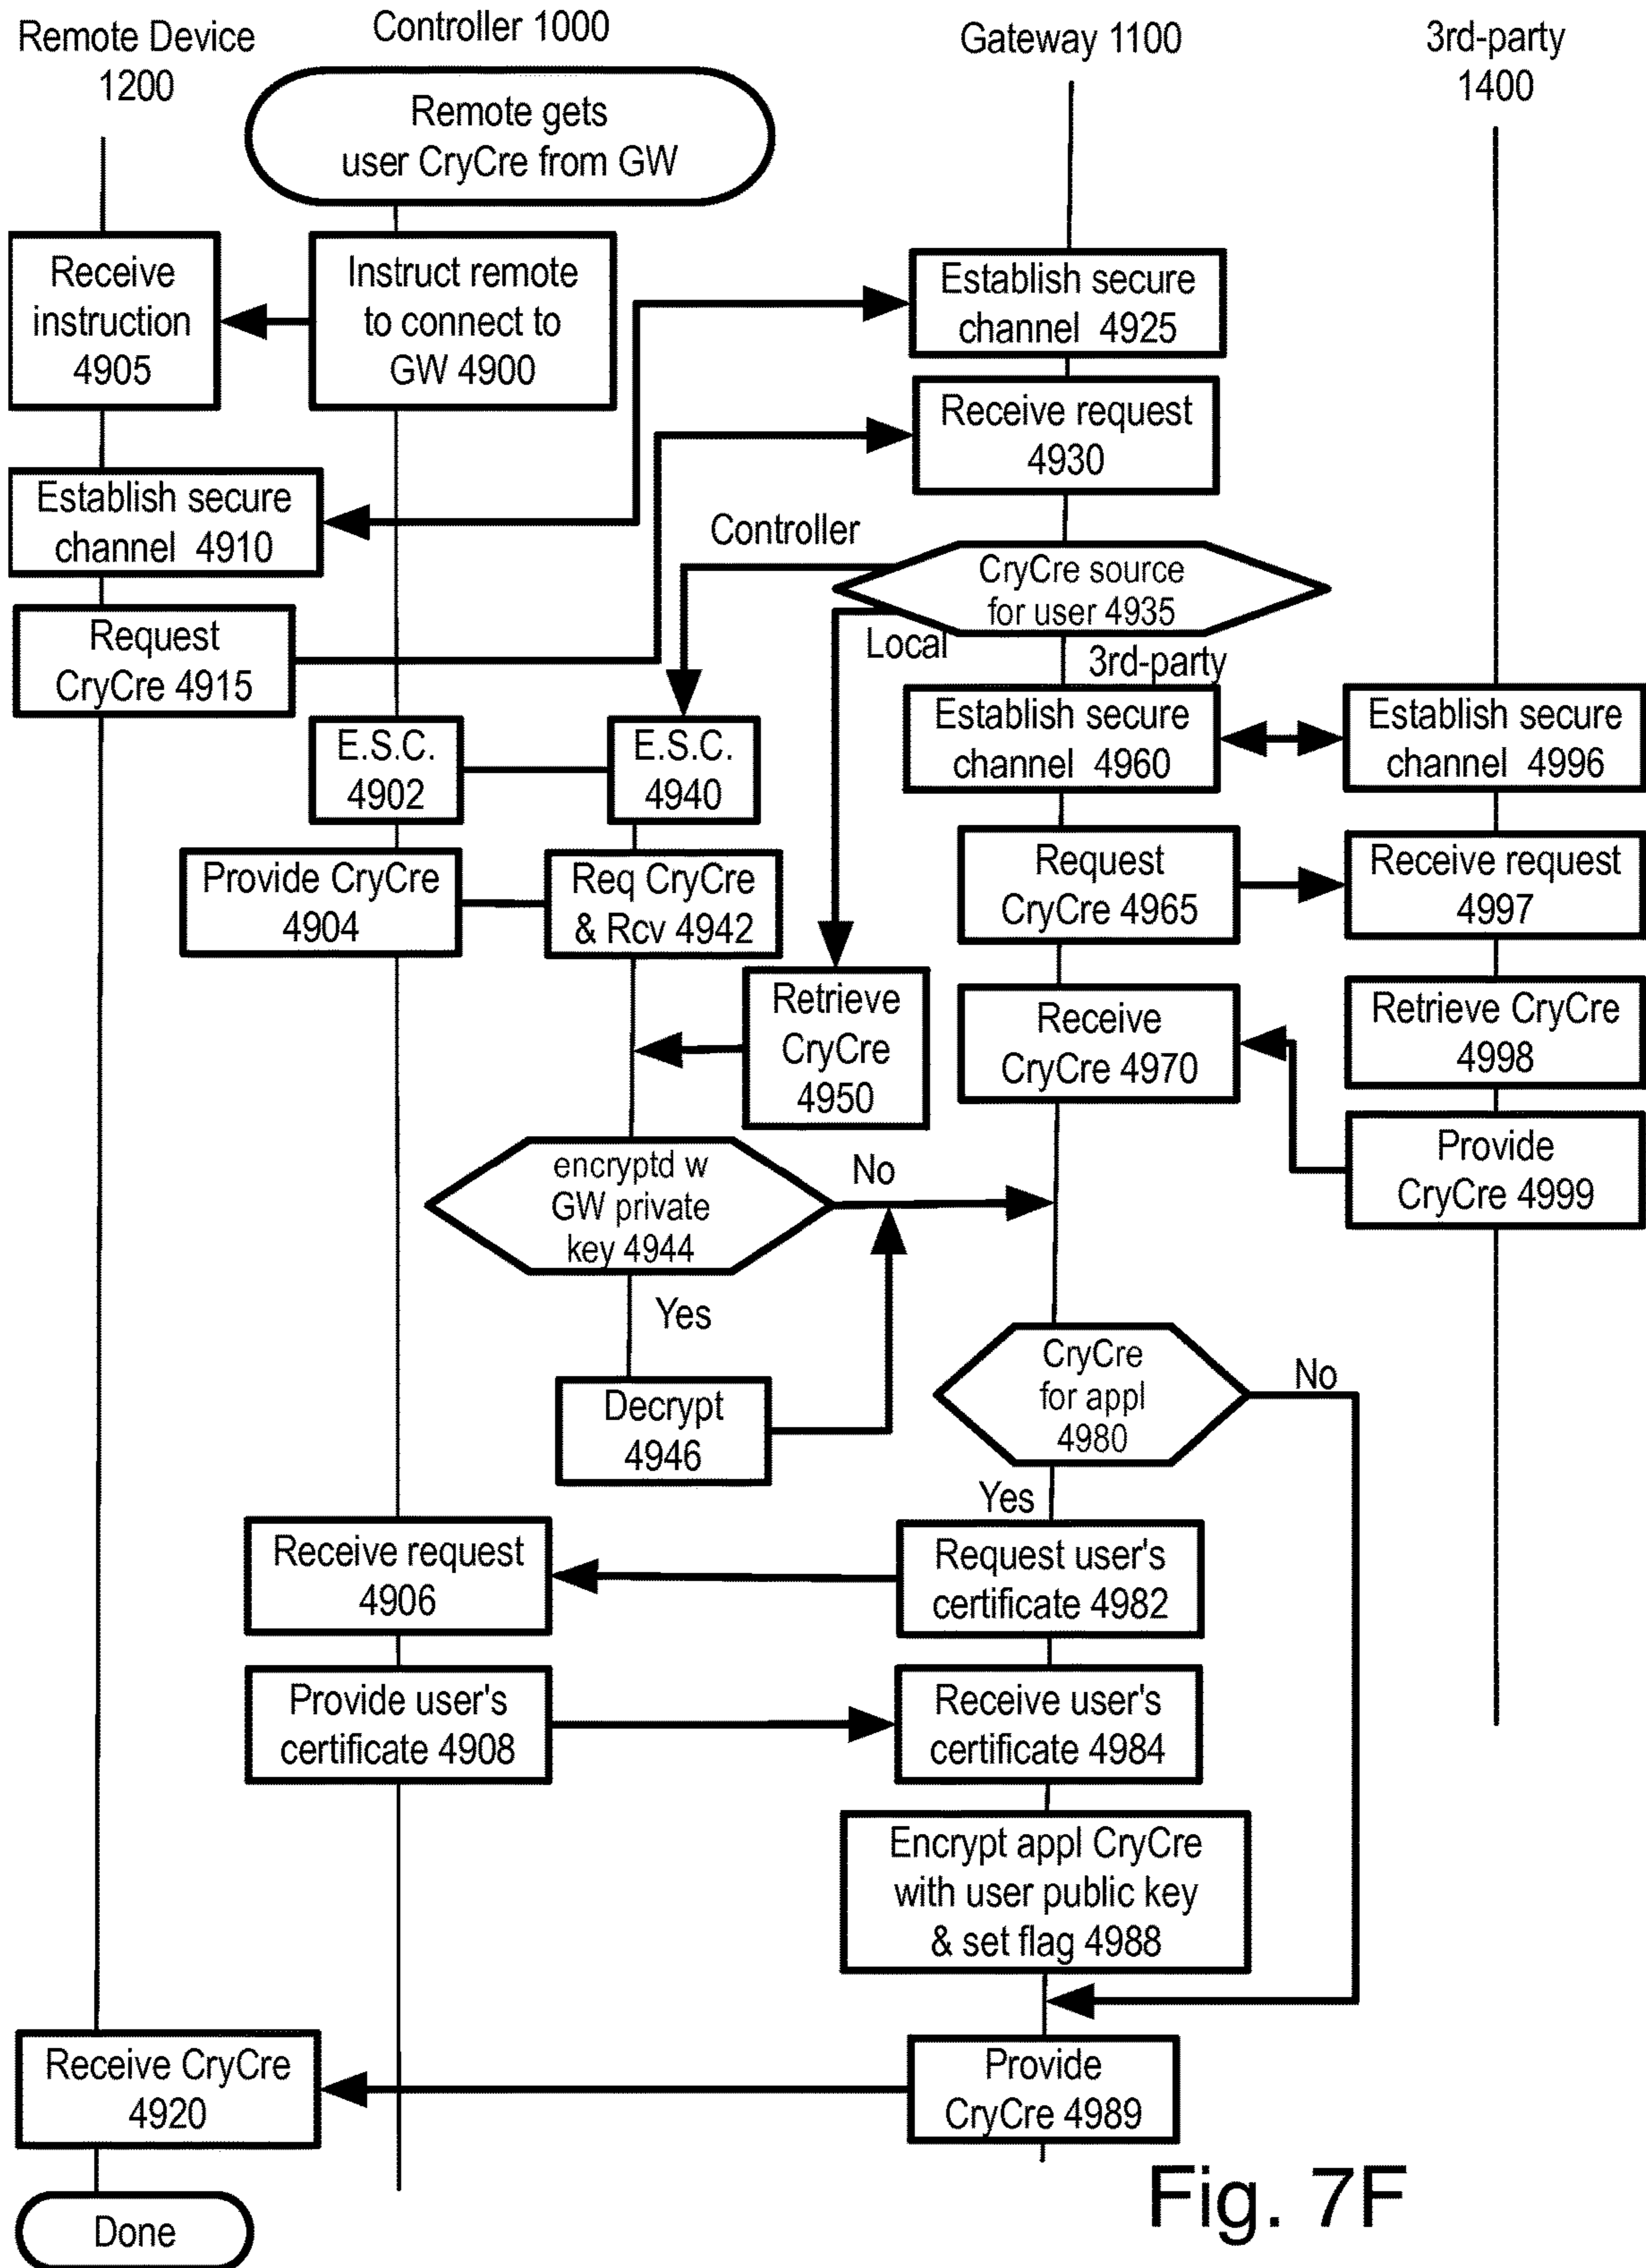 Remote Device
1200
Controller 1000
Gateway 1100
3rd-party
1400
Remote gets
user CryCre from GW
Receive
instruction
4905
Instruct remote
to connect to
GW 4900
Establish secure
channel 4925
Receive request
4930
Establish secure
channel 4910
Controller
CryCre source
for user 4935
Request
CryCre 4915
Local
3rd-party
E.S.C.
4902
E.S.C.
4940
Establish secure
channel 4960
Establish secure
channel 4996
Provide CryCre
4904
Req CryCre
& Rcv 4942
Request
CryCre 4965
Receive request
4997
Retrieve
CryCre
4950
Receive
CryCre 4970
Retrieve CryCre
4998
Provide
CryCre 4999
encryptd w
GW private
key 4944
No
Yes
Decrypt
4946
CryCre
for appl
4980
No
Yes
Receive request
4906
Request user's
certificate 4982
Provide user's
certificate 4908
Receive user's
certificate 4984
Encrypt appl CryCre
with user public key
& set flag 4988
Receive CryCre
4920
Provide
CryCre 4989
Done
Fig. 7F